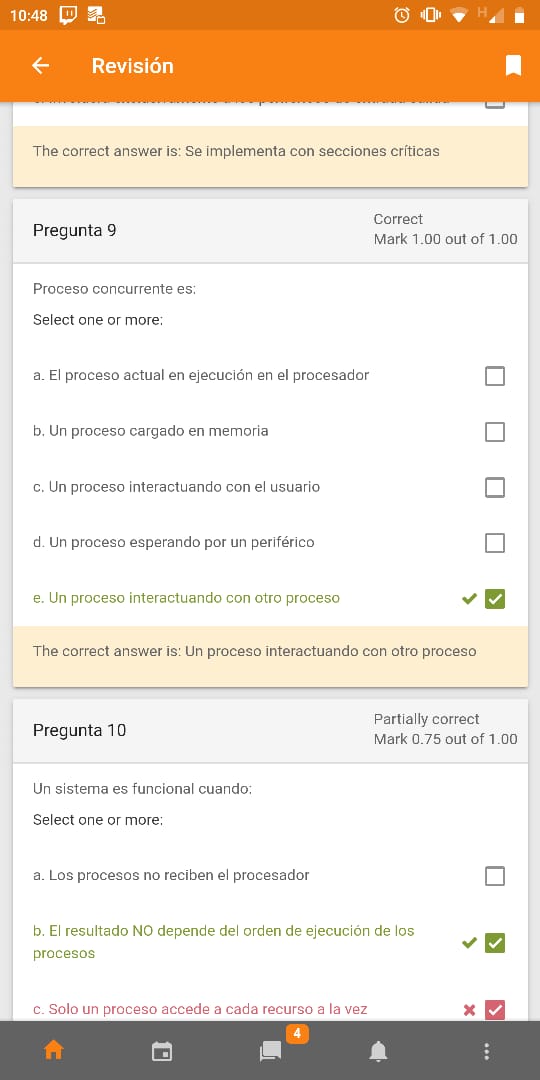 10:48
H
Revisión
The correct answer is: Se implementa con secciones críticas
Pregunta 9
Correct
Mark 1.00 out of 1.00
Proceso concurrente es:
Select one or more:
a. El proceso actual en ejecución en el procesador
b. Un proceso cargado en memoria
c. Un proceso interactuando con el usuario
d. Un proceso esperando por un periférico
e. Un proceso interactuando con otro proceso
The correct answer is: Un proceso interactuando con otro proceso
Pregunta 10
Partially correct
Mark 0.75 out of 1.00
Un sistema es funcional cuando:
Select one or more:
a. Los procesos no reciben el procesador
b. El resultado NO depende del orden de ejecución de los
procesos
c. Solo un proceso accede a cada recurso a la vez
4